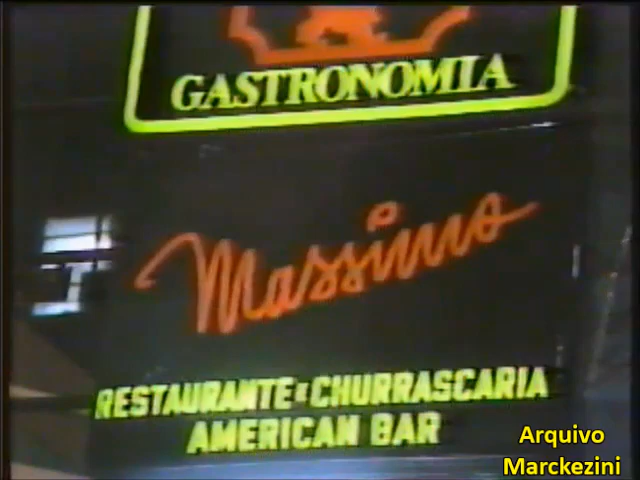 GASTRONOMIA
Massimo
RESTAURANTE E CHURRASCARIA
AMERICAN BAR
Arquivo
Marckezini